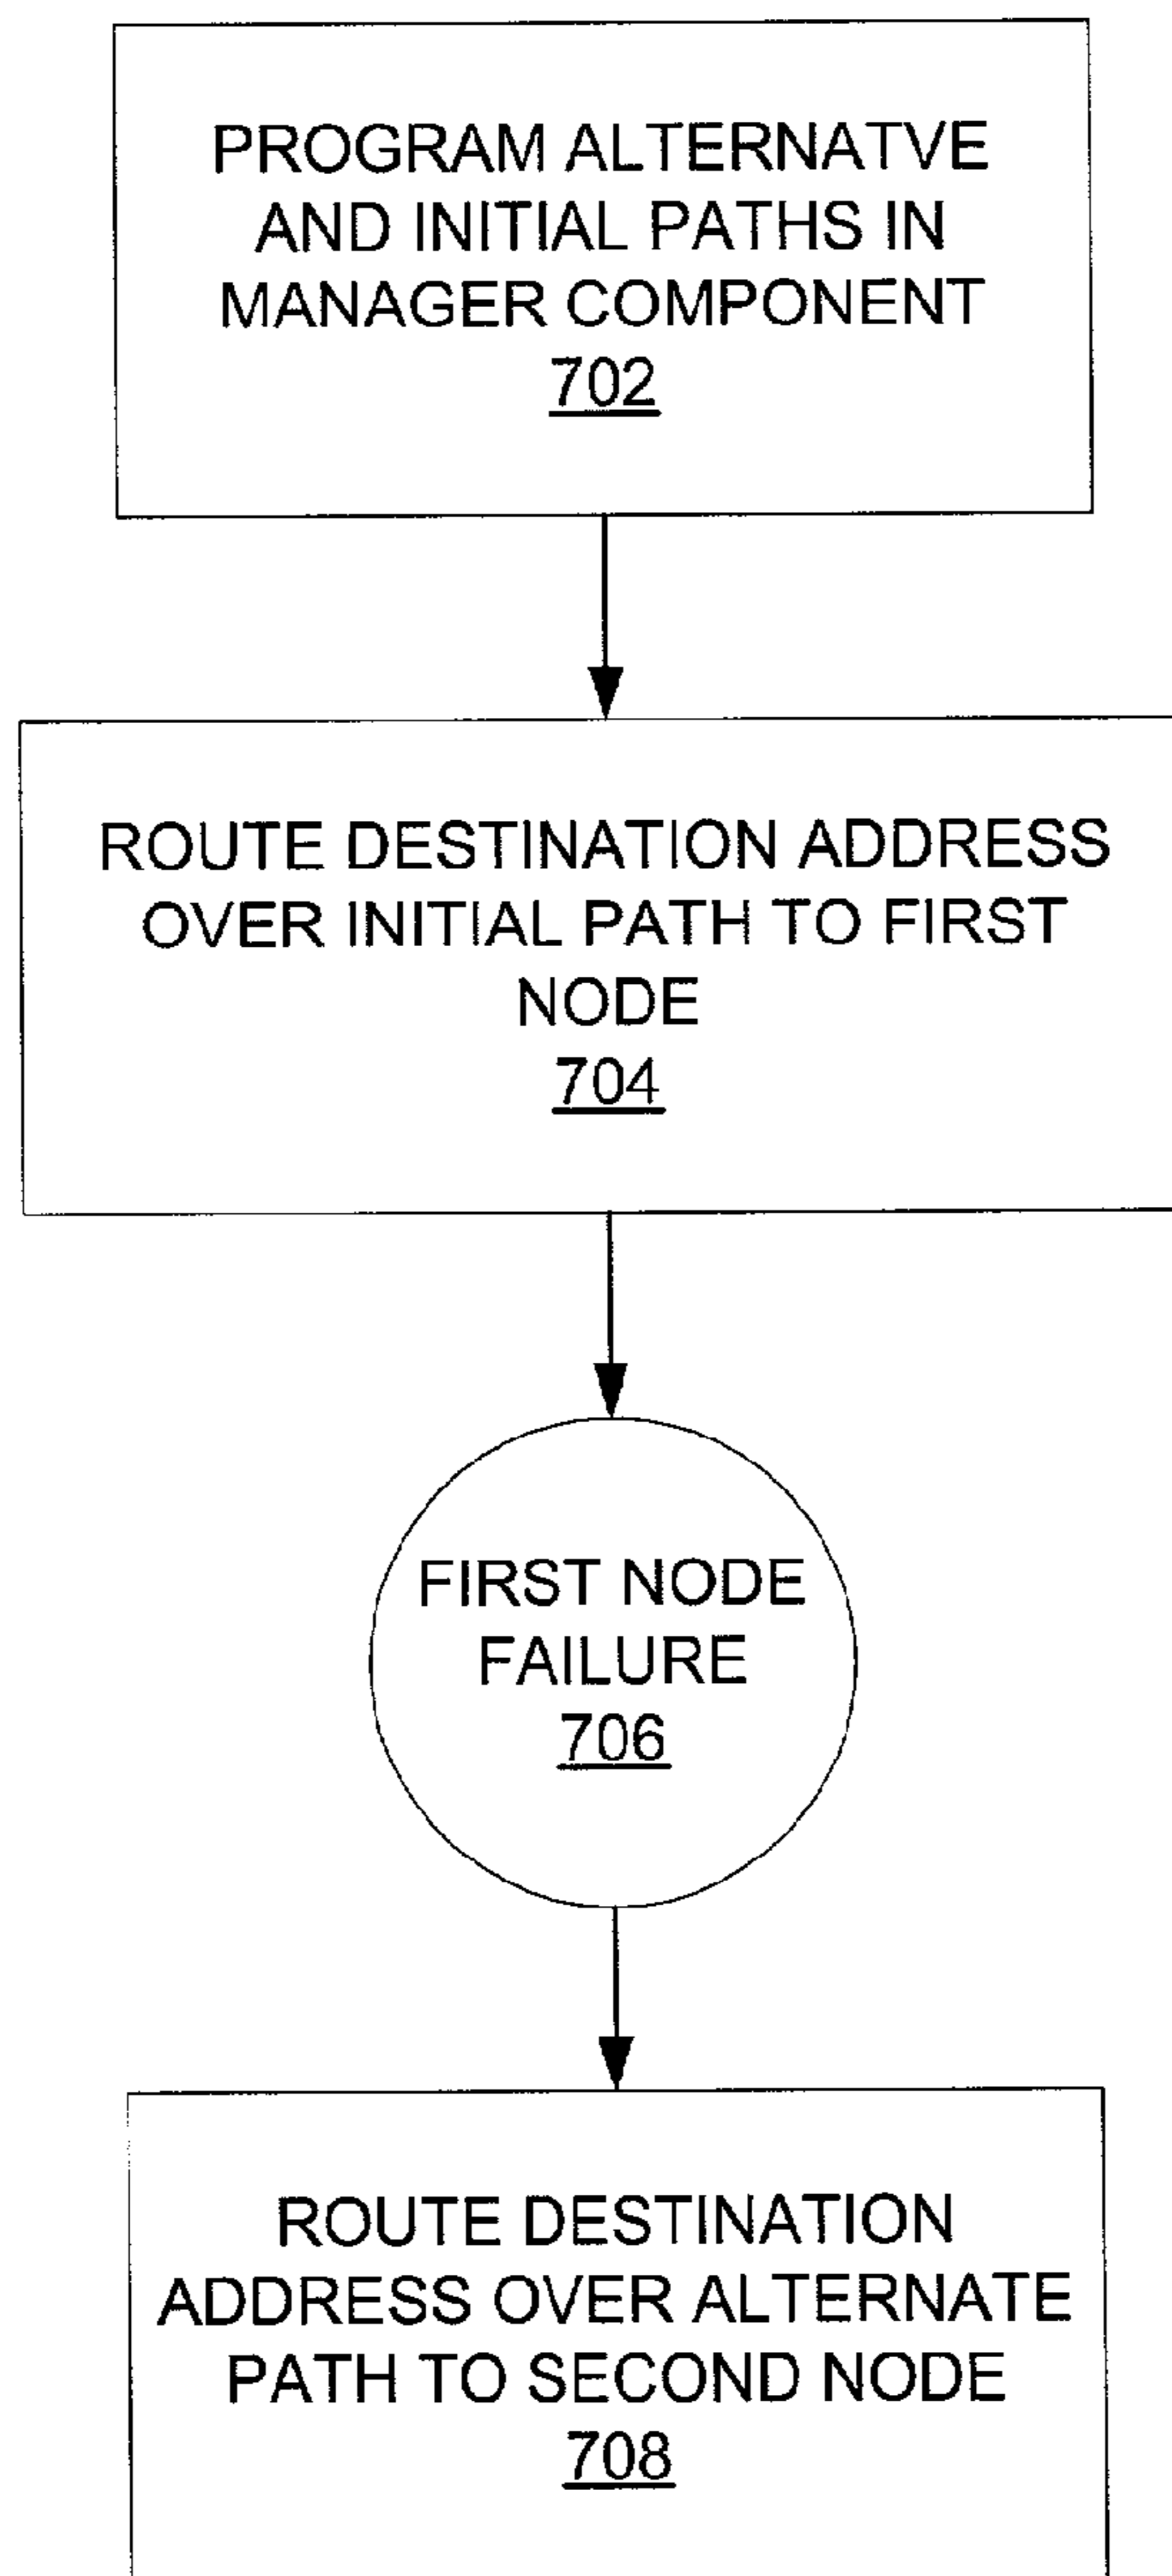 PROGRAM ALTERNATVE
AND INITIAL PATHS IN
MANAGER COMPONENT
702
ROUTE DESTINATION ADDRESS
OVER INITIAL PATH TO FIRST
NODE
704
FIRST NODE
FAILURE
706
ROUTE DESTINATION
ADDRESS OVER ALTERNATE
PATH TO SECOND NODE
708